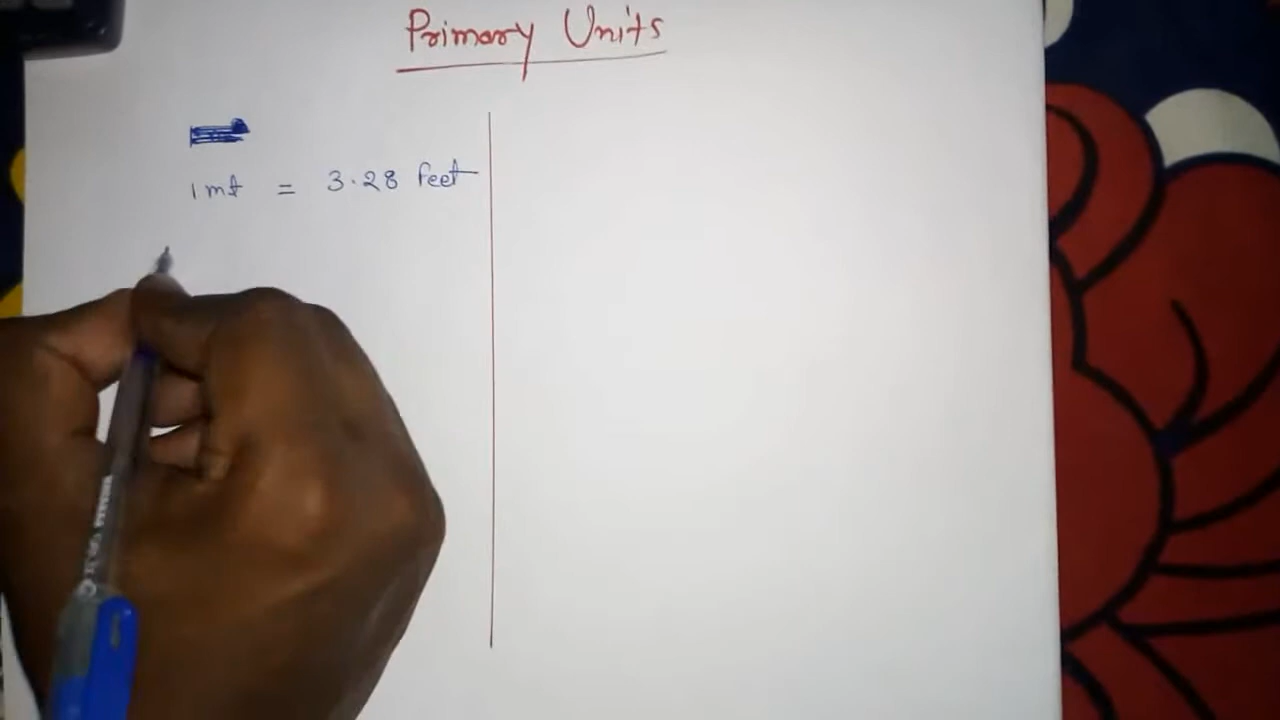 Primary Units
1 mt = 3.28 feet